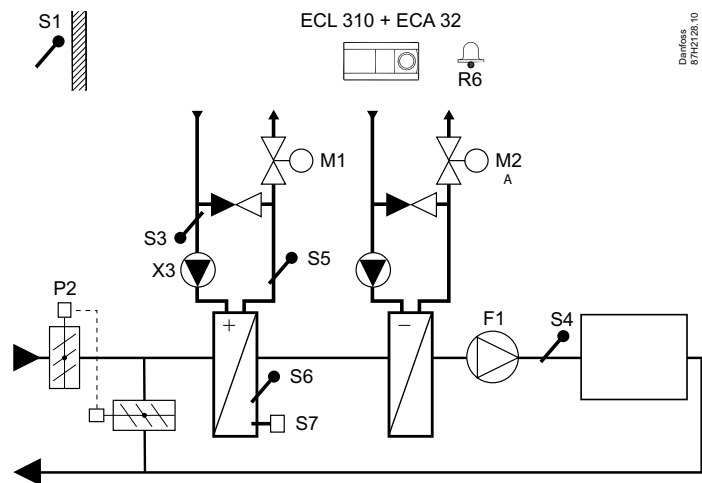 S1
ECL 310 + ECA 32
Danfoss
87H2128.10
R6
M1
M2
A
S3
S5
X3
P2
F1
S4
+
−
S6
S7